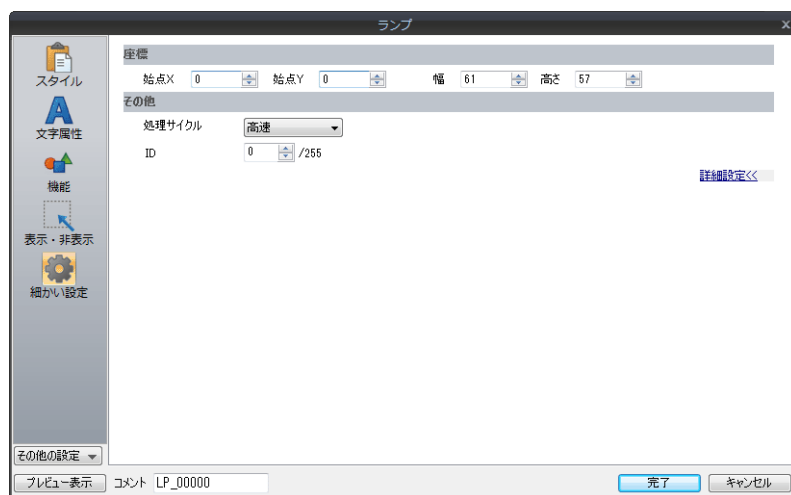 ランプ
x
スタイル
文字属性
機能
表示・非表示
細かい設定
その他の設定
座標
始点X 0 始点Y 0 幅 61 高さ 57
その他
処理サイクル 高速
ID 0 /255
詳細設定<<
プレビュー表示 コメント LP_00000 完了 キャンセル